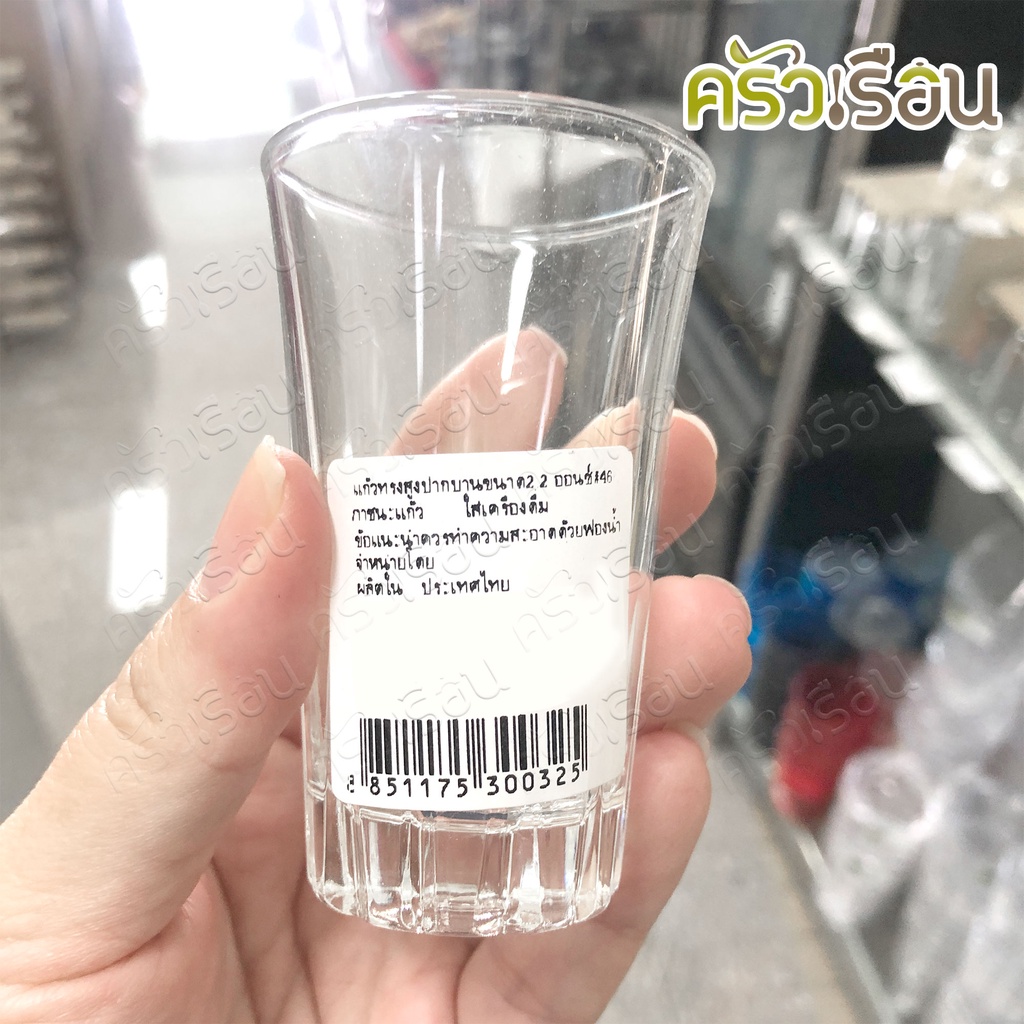 ครัวเรือน
แก้วทรงสูงปากบานขนาด2.2 ออนซ์#46
ภาชนะแก้ว ใส่เครื่องดื่ม
ข้อแนะนำควรทำความสะอาดด้วยฟองน้ำ
จำหน่ายโดย
ผลิตใน ประเทศไทย
8 851175 300325